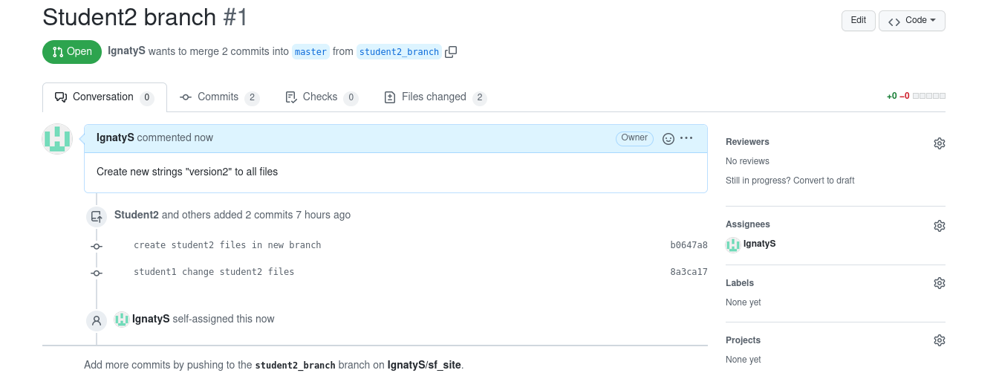 Student2 branch #1
Edit
Code
Open
IgnatyS wants to merge 2 commits into master from student2_branch
Conversation 0
Commits 2
Checks 0
Files changed 2
+0 −0
IgnatyS commented now
Owner
Create new strings "version2" to all files
Student2 and others added 2 commits 7 hours ago
create student2 files in new branch b0647a8
student1 change student2 files 8a3ca17
IgnatyS self-assigned this now
Add more commits by pushing to the student2_branch branch on IgnatyS/sf_site.
Reviewers
No reviews
Still in progress? Convert to draft
Assignees
IgnatyS
Labels
None yet
Projects
None yet